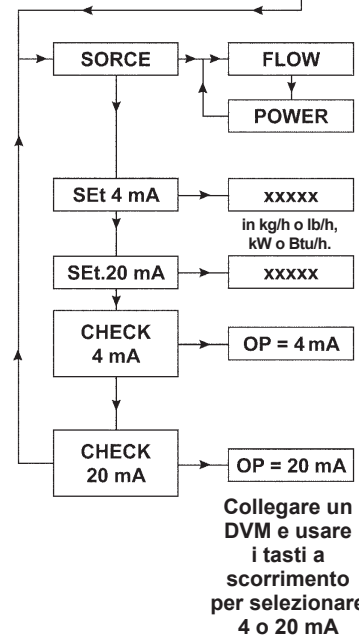 SORCE
FLOW
POWER
SEt 4 mA
xxxxx
in kg/h o lb/h,
kW o Btu/h.
SEt.20 mA
xxxxx
CHECK
4 mA
OP = 4 mA
CHECK
20 mA
OP = 20 mA
Collegare un
DVM e usare
i tasti a
scorrimento
per selezionare
4 o 20 mA